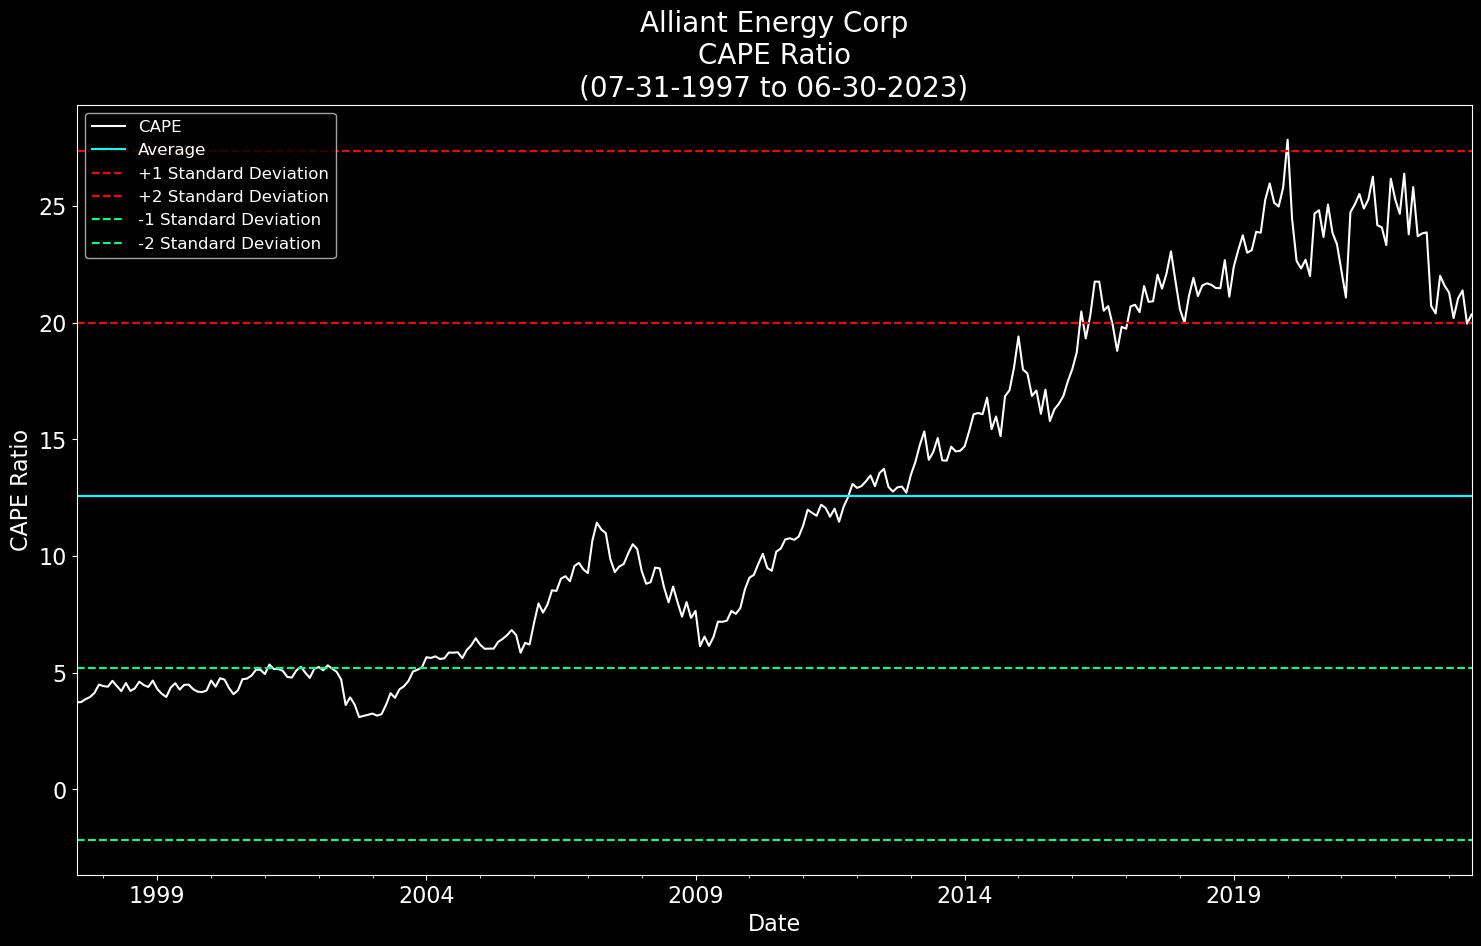 Alliant Energy Corp
CAPE Ratio
(07-31-1997 to 06-30-2023)
CAPE
Average
+1 Standard Deviation
+2 Standard Deviation
-1 Standard Deviation
-2 Standard Deviation
25
20
15
10
5
0
CAPE Ratio
1999
2004
2009
2014
2019
Date